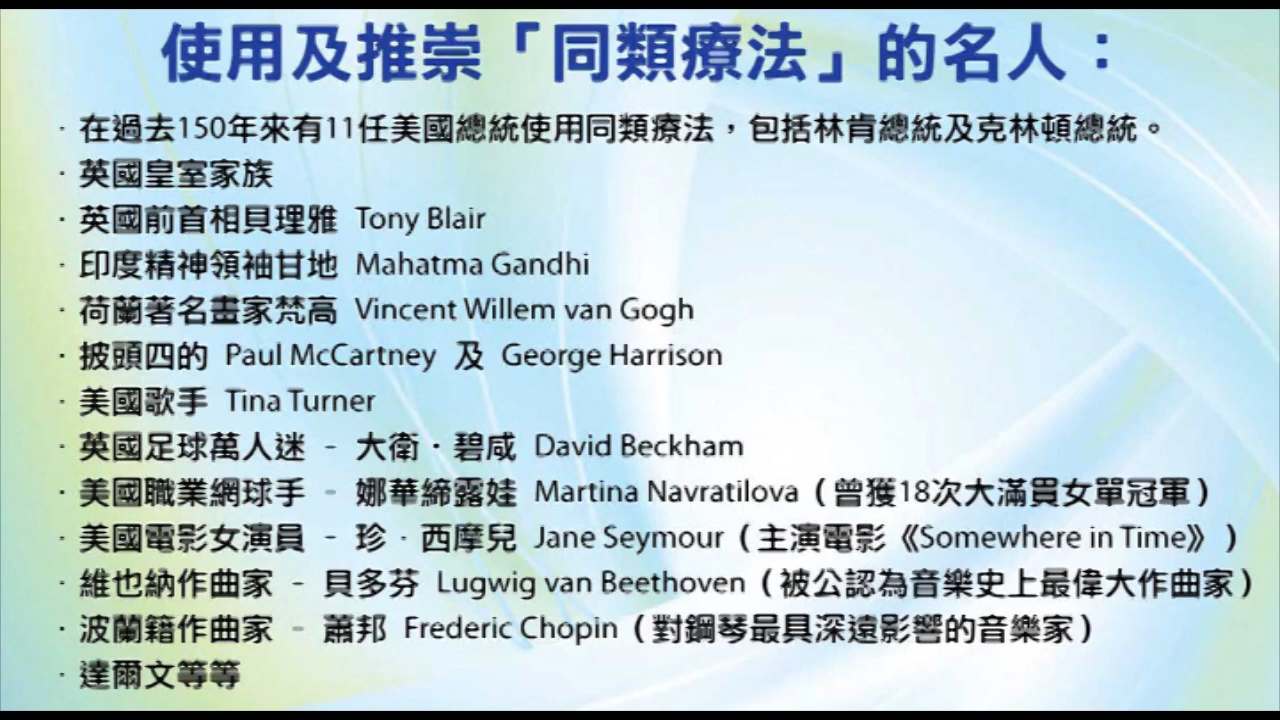 使用及推崇「同類療法」的名人：
· 在過去150年來有11任美國總統使用同類療法，包括林肯總統及克林頓總統。
· 英國皇室家族
· 英國前首相貝理雅 Tony Blair
· 印度精神領袖甘地 Mahatma Gandhi
· 荷蘭著名畫家梵高 Vincent Willem van Gogh
· 披頭四的 Paul McCartney 及 George Harrison
· 美國歌手 Tina Turner
· 英國足球萬人迷 - 大衛·碧咸 David Beckham
· 美國職業網球手 - 娜華締露娃 Martina Navratilova（曾獲18次大滿貫女單冠軍）
· 美國電影女演員 - 珍·西摩兒 Jane Seymour（主演電影《Somewhere in Time》）
· 維也納作曲家 - 貝多芬 Lugwig van Beethoven（被公認為音樂史上最偉大作曲家）
· 波蘭籍作曲家 - 蕭邦 Frederic Chopin（對鋼琴最具深遠影響的音樂家）
· 達爾文等等